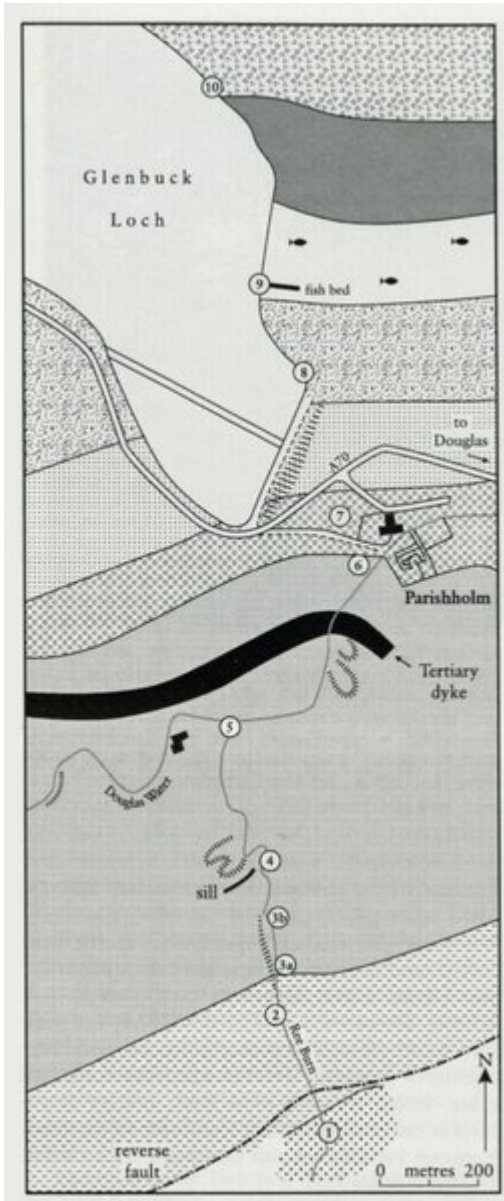 10
Glenbuck
Loch
9
fish bed
8
to
Douglas
A70
7
6
Parishholm
Tertiary
dyke
5
Douglas Water
4
sill
3b
3a
2
Ree Burn
N
1
reverse
fault
0 metres 200